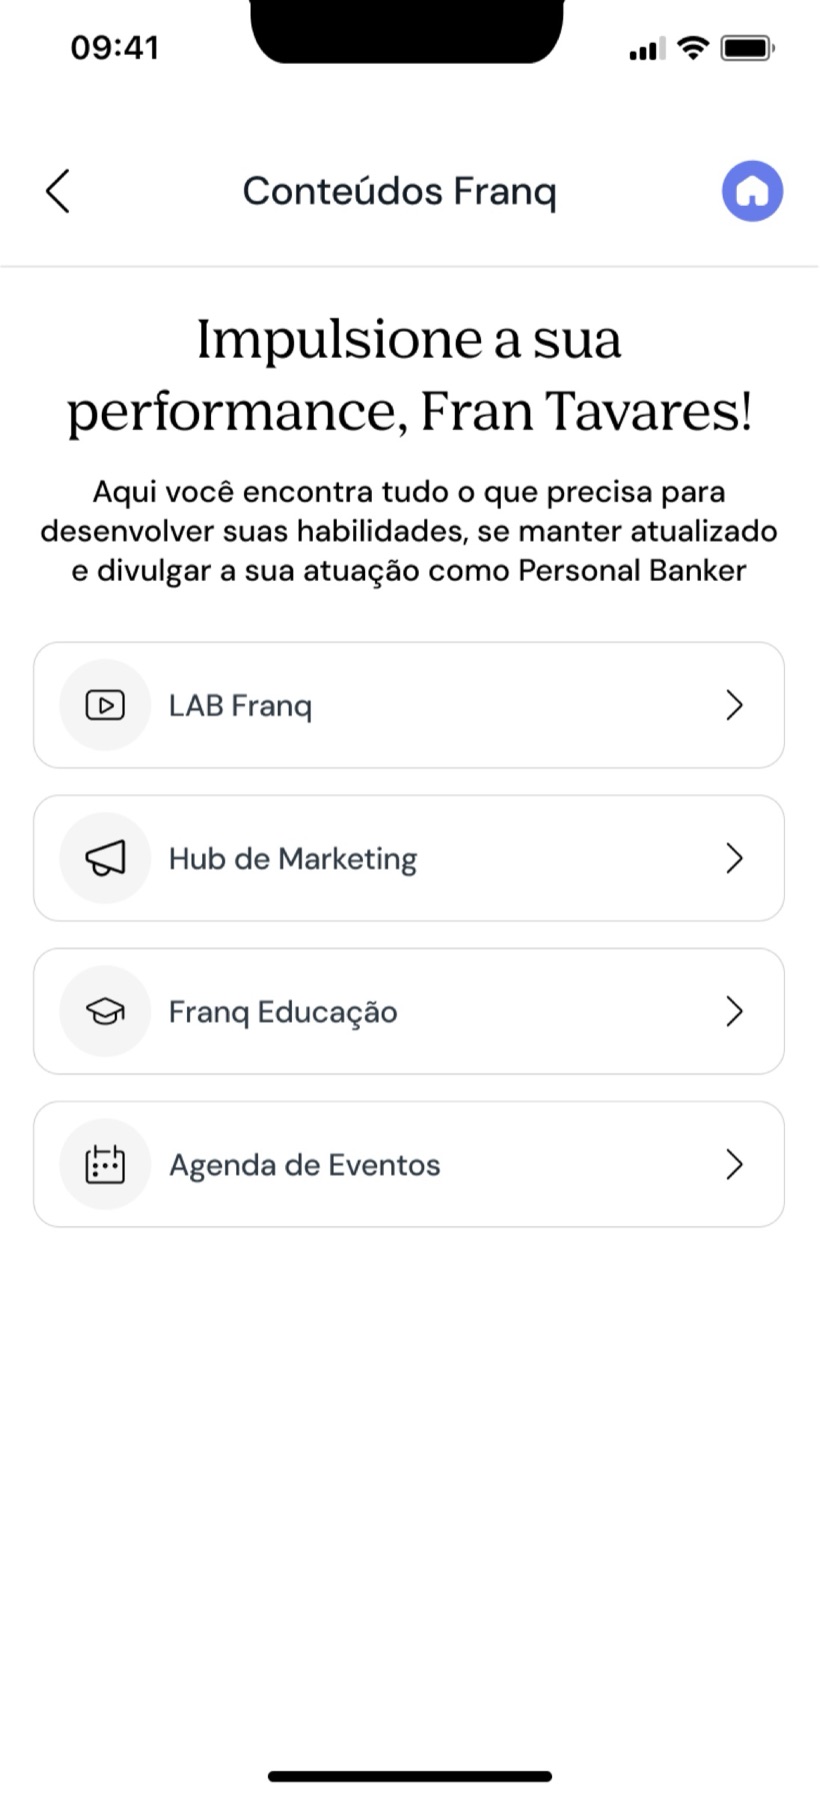 09:41
Conteúdos Franq
Impulsione a sua
performance, Fran Tavares!
Aqui você encontra tudo o que precisa para
desenvolver suas habilidades, se manter atualizado
e divulgar a sua atuação como Personal Banker
LAB Franq
Hub de Marketing
Franq Educação
Agenda de Eventos